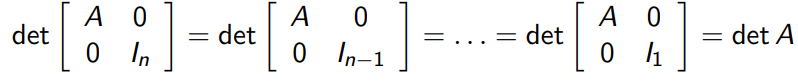 det [ A 0 0 I_n ] = det [ A 0 0 I_{n−1} ] = ... = det [ A 0 0 I_1 ] = det A